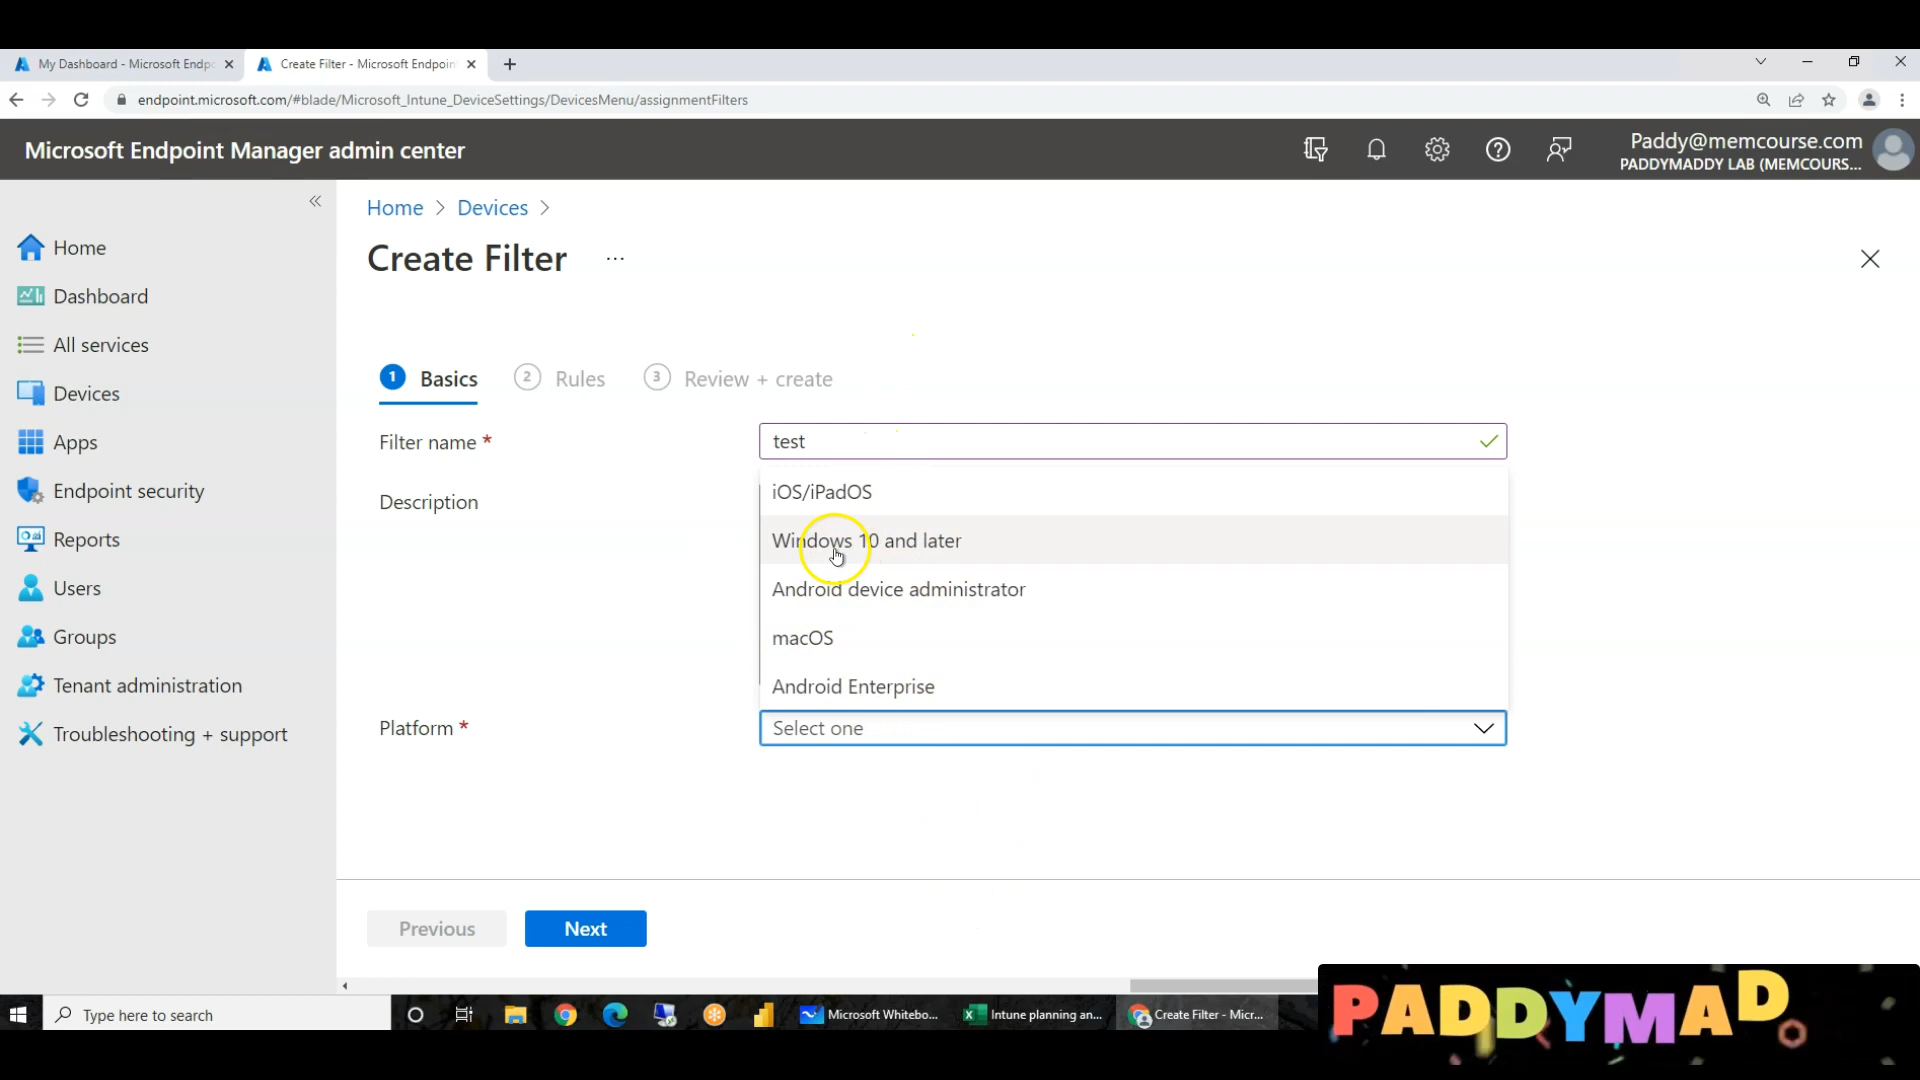 My Dashboard - Microsoft Endp
Create Filter - Microsoft Endpoin
endpoint.microsoft.com/#blade/Microsoft_Intune_DeviceSettings/DevicesMenu/assignmentFilters
Microsoft Endpoint Manager admin center
Paddy@memcourse.com
PADDYMADDY LAB (MEMCOURS...
Home > Devices >
Create Filter ...
Home
Dashboard
All services
Devices
Apps
Endpoint security
Reports
Users
Groups
Tenant administration
Troubleshooting + support
1 Basics 2 Rules 3 Review + create
Filter name * test
Description
iOS/iPadOS
Windows 10 and later
Android device administrator
macOS
Android Enterprise
Platform * Select one
Previous Next
Type here to search
Microsoft Whitebo...
Intune planning an...
Create Filter - Micr...
PADDYMAD